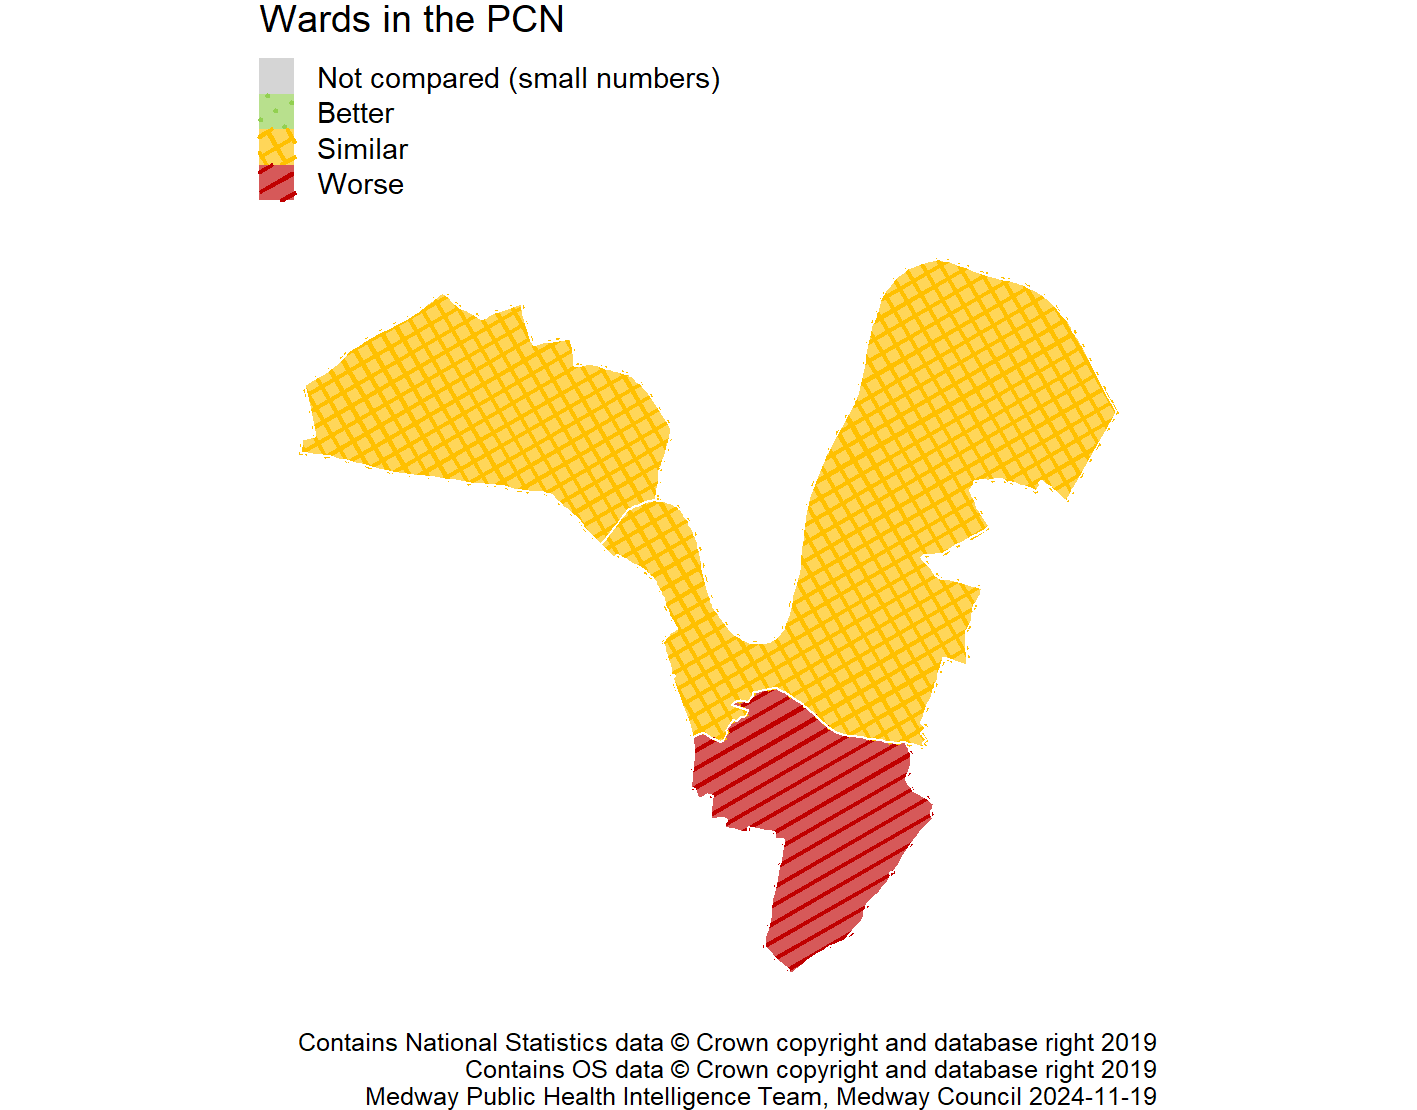 Wards in the PCN
Not compared (small numbers)
Better
Similar
Worse
Contains National Statistics data © Crown copyright and database right 2019
Contains OS data © Crown copyright and database right 2019
Medway Public Health Intelligence Team, Medway Council 2024-11-19